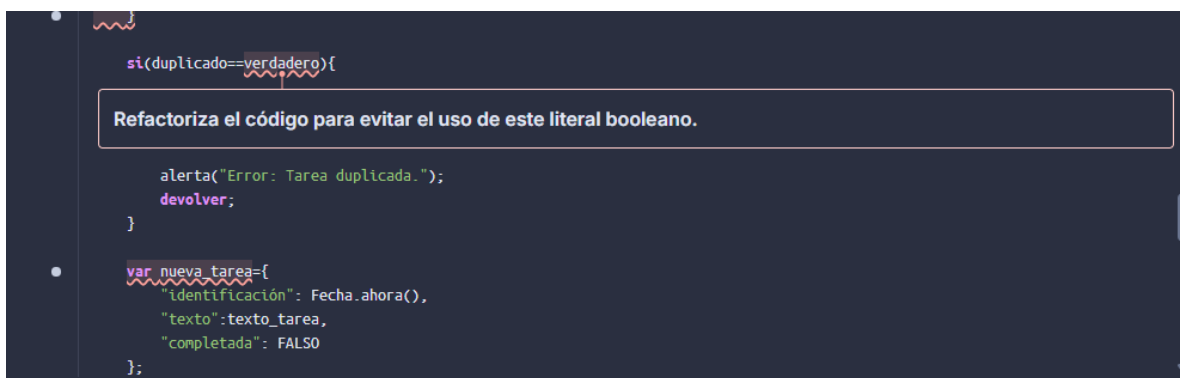 }
si(duplicado==verdadero){
Refactoriza el código para evitar el uso de este literal booleano.
alerta("Error: Tarea duplicada.");
devolver;
}
var nueva_tarea={
"identificación": Fecha.ahora(),
"texto":texto_tarea,
"completada": FALSO
};